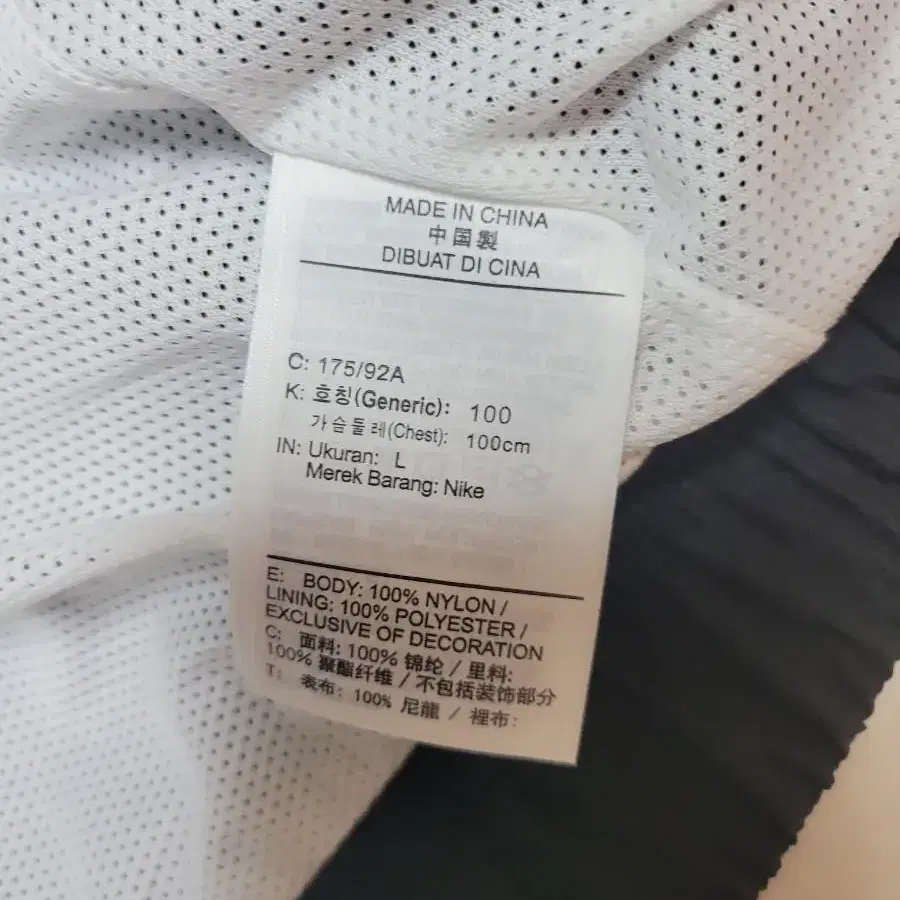 MADE IN CHINA
中国製
DIBUAT DI CINA
C: 175/92A
K: 호칭(Generic): 100
가슴둘레(Chest): 100cm
IN: Ukuran: L
Merek Barang: Nike
E: BODY: 100% NYLON /
LINING: 100% POLYESTER /
EXCLUSIVE OF DECORATION
C: 面料: 100% 锦纶 / 里料:
100% 聚酯纤维 / 不包括装饰部分
T: 表布: 100% 尼龍 / 裡布: